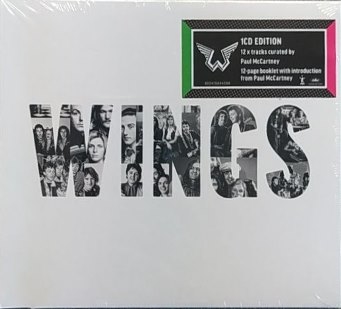 1CD EDITION
12 x tracks curated by
Paul McCartney
12-page booklet with introduction
from Paul McCartney
WINGS